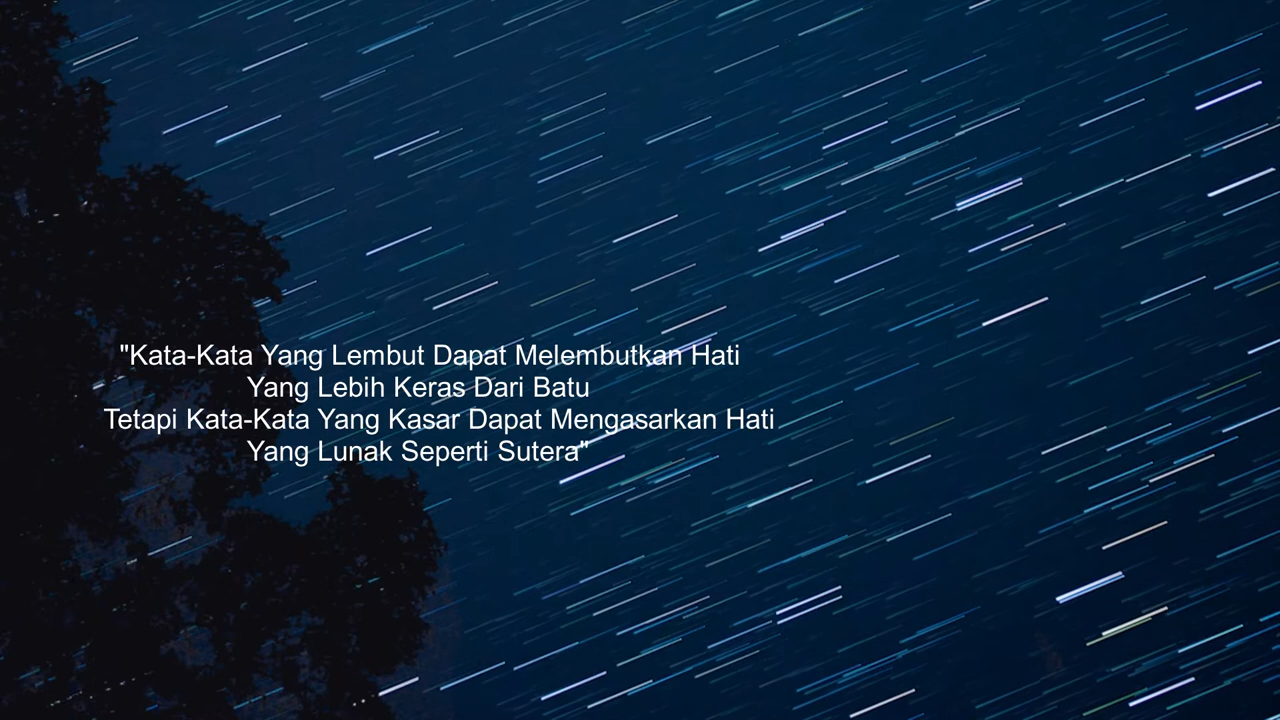 "Kata-Kata Yang Lembut Dapat Melembutkan Hati
Yang Lebih Keras Dari Batu
Tetapi Kata-Kata Yang Kasar Dapat Mengasarkan Hati
Yang Lunak Seperti Sutera"